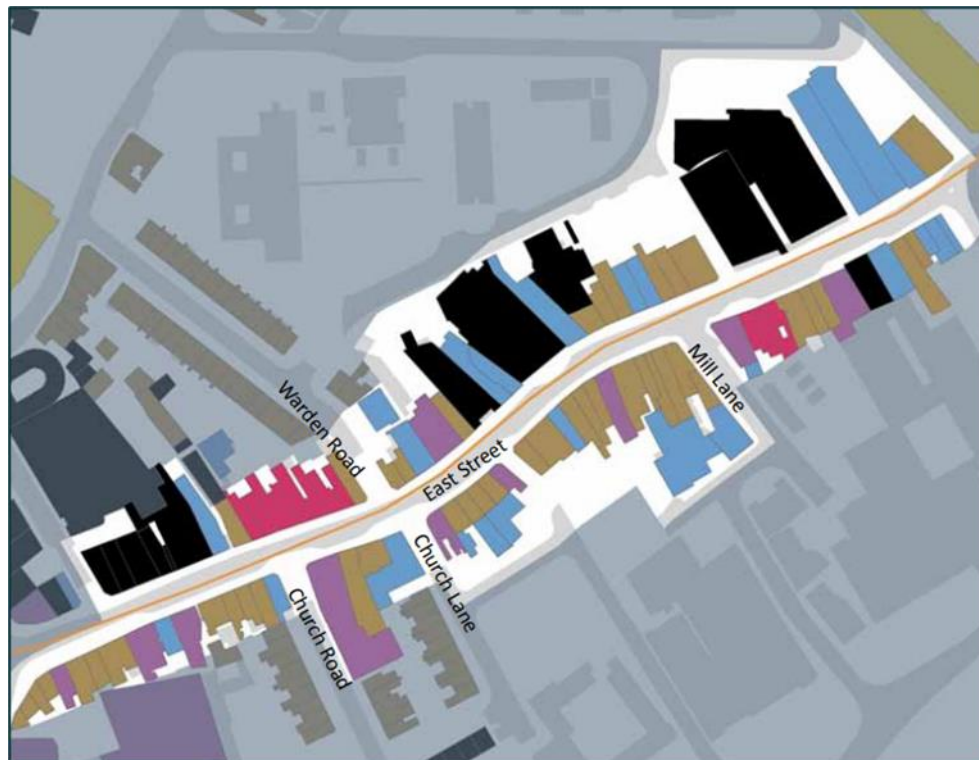 Mill Lane
Warden Road
East Street
Church Lane
Church Road